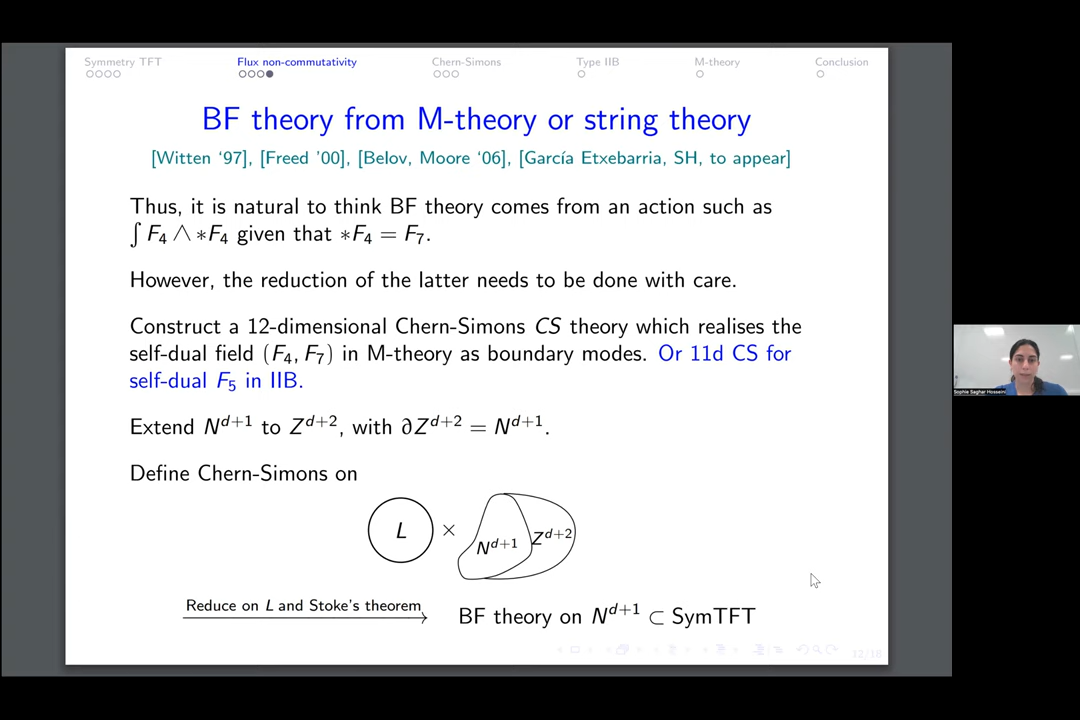 Symmetry TFT Flux non-commutativity Chern-Simons Type IIB M-theory Conclusion
BF theory from M-theory or string theory
[Witten ‘97], [Freed ’00], [Belov, Moore ‘06], [García Etxebarria, SH, to appear]
Thus, it is natural to think BF theory comes from an action such as
∫ F₄ ∧ ∗F₄ given that ∗F₄ = F₇.
However, the reduction of the latter needs to be done with care.
Construct a 12-dimensional Chern-Simons CS theory which realises the
self-dual field (F₄, F₇) in M-theory as boundary modes. Or 11d CS for
self-dual F₅ in IIB.
Extend N^{d+1} to Z^{d+2}, with ∂Z^{d+2} = N^{d+1}.
Define Chern-Simons on
L × N^{d+1} Z^{d+2}
Reduce on L and Stoke's theorem
BF theory on N^{d+1} ⊂ SymTFT
12/18
Sophie Saghar Hosseini